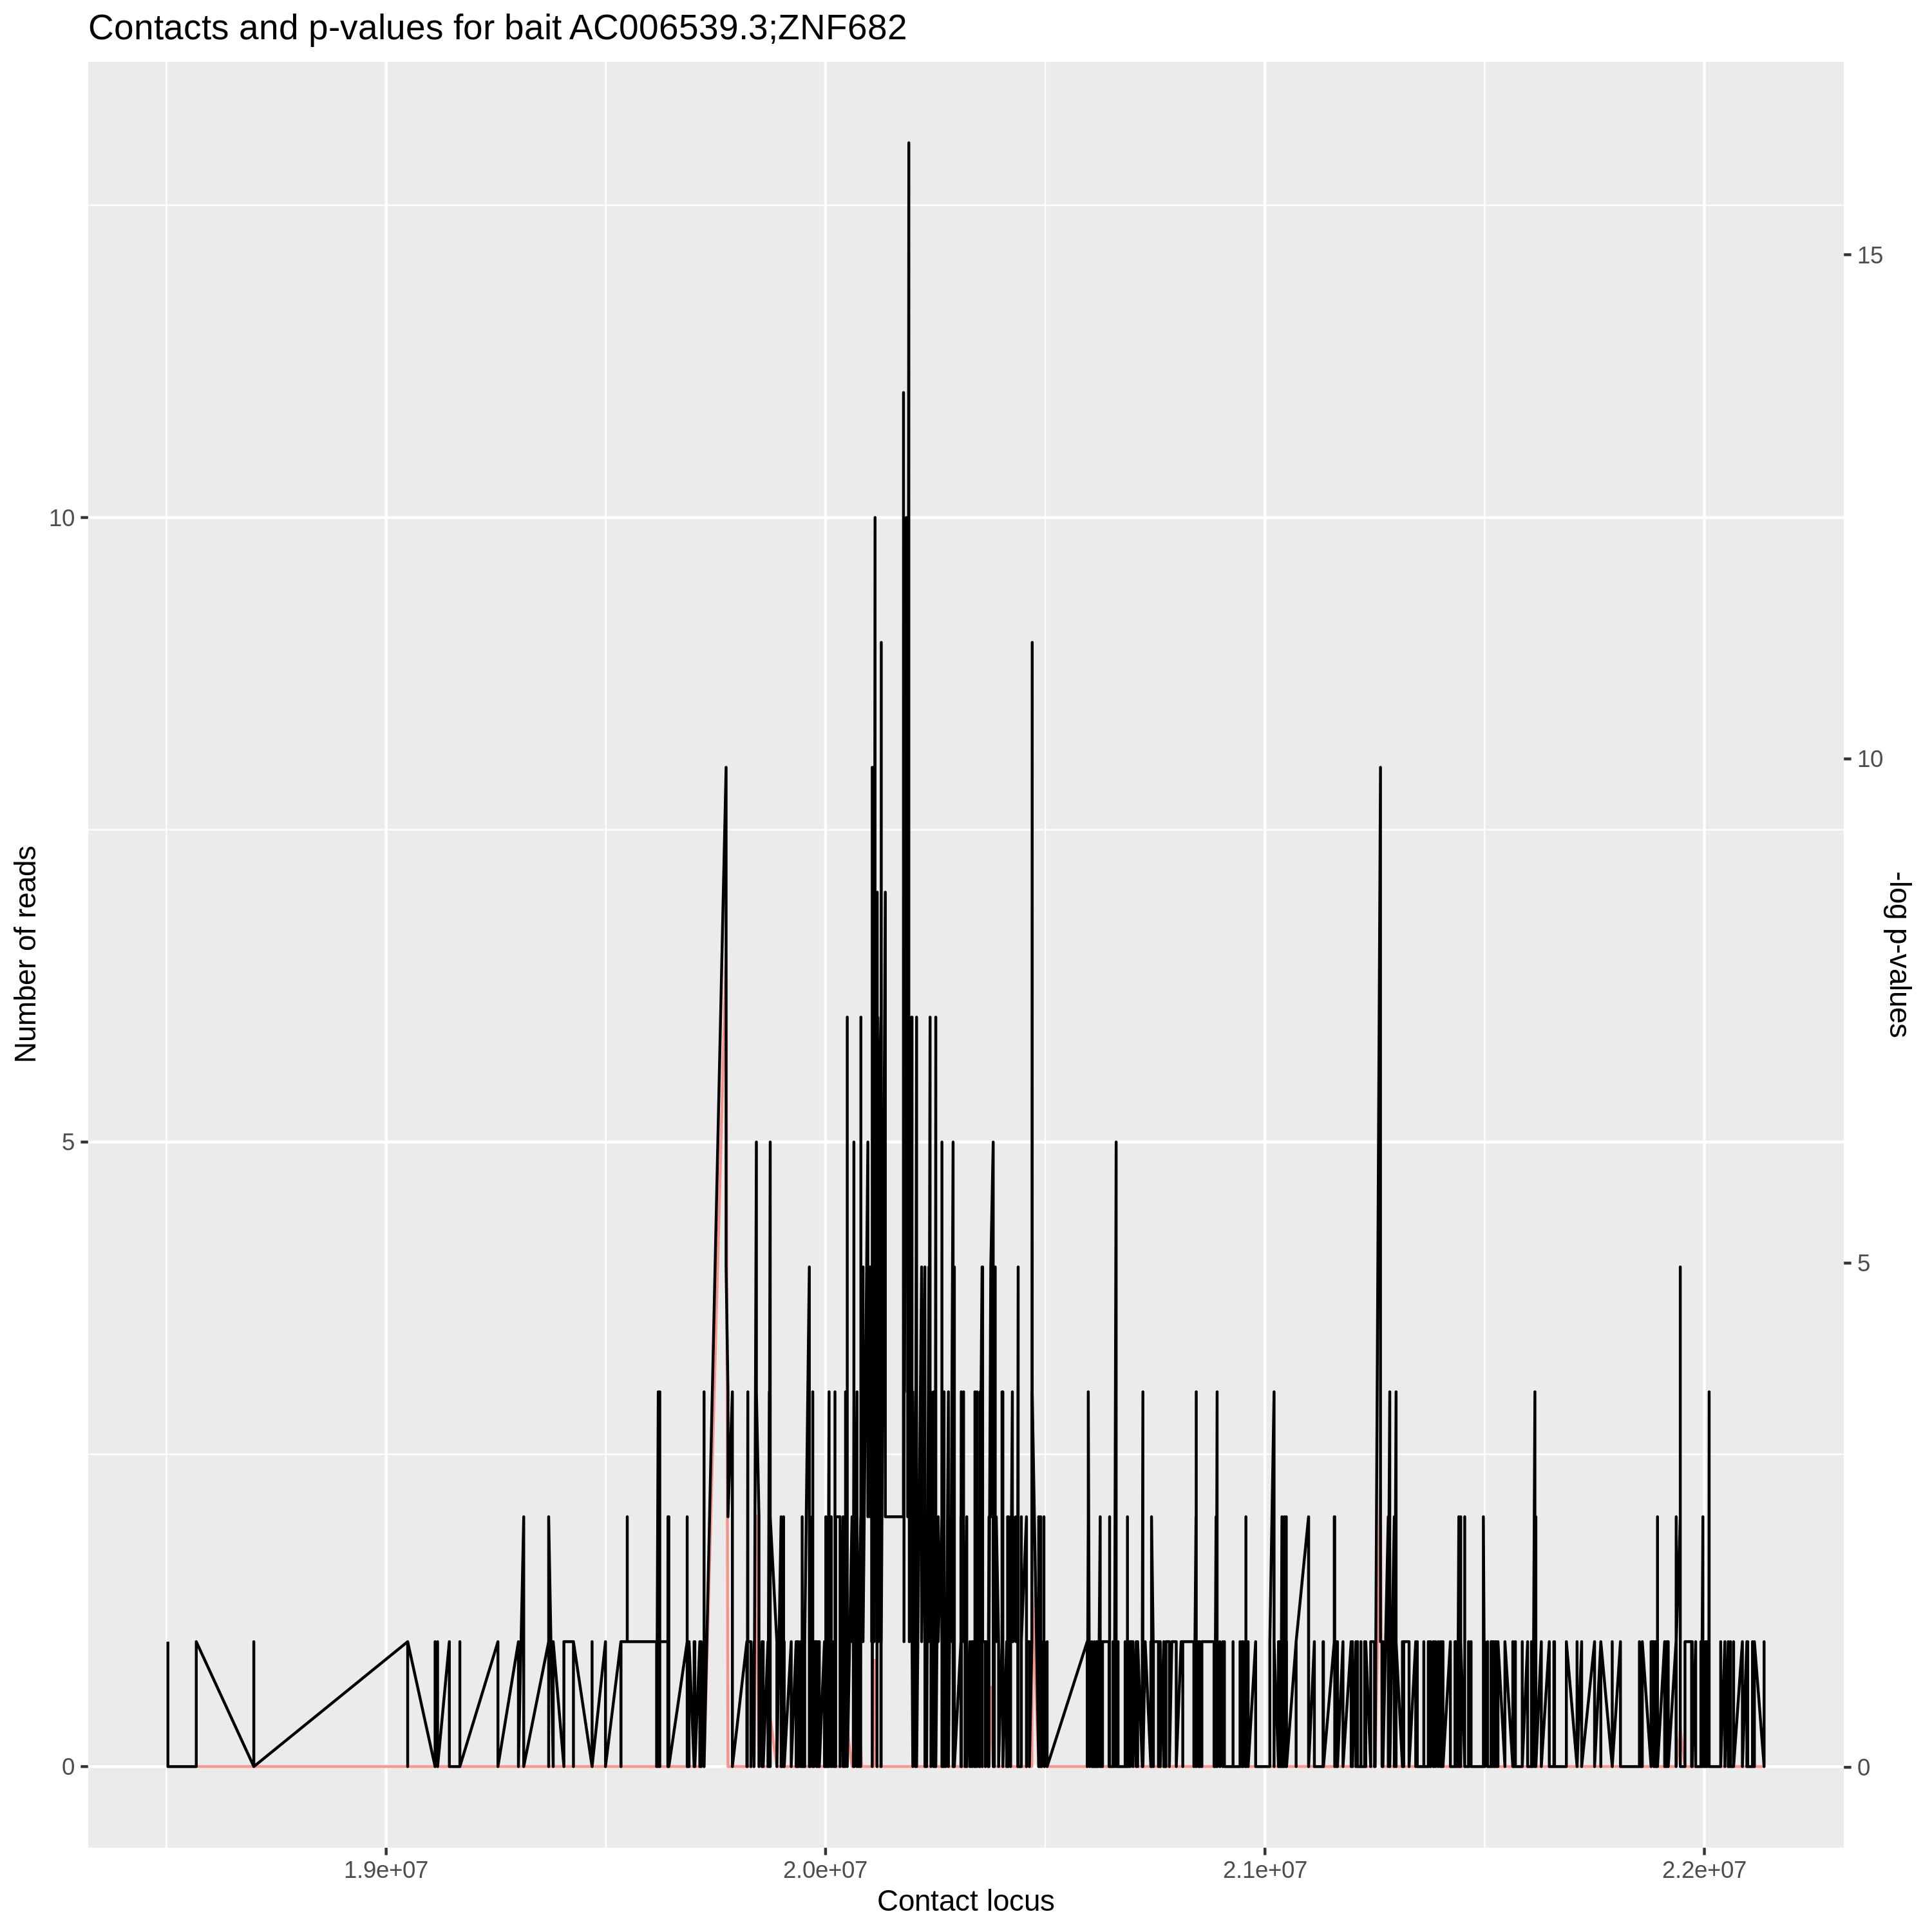 Contacts and p-values for bait AC006539.3;ZNF682
15
10
10
5
5
0
0
Number of reads
-log p-values
1.9e+07
2.0e+07
2.1e+07
2.2e+07
Contact locus